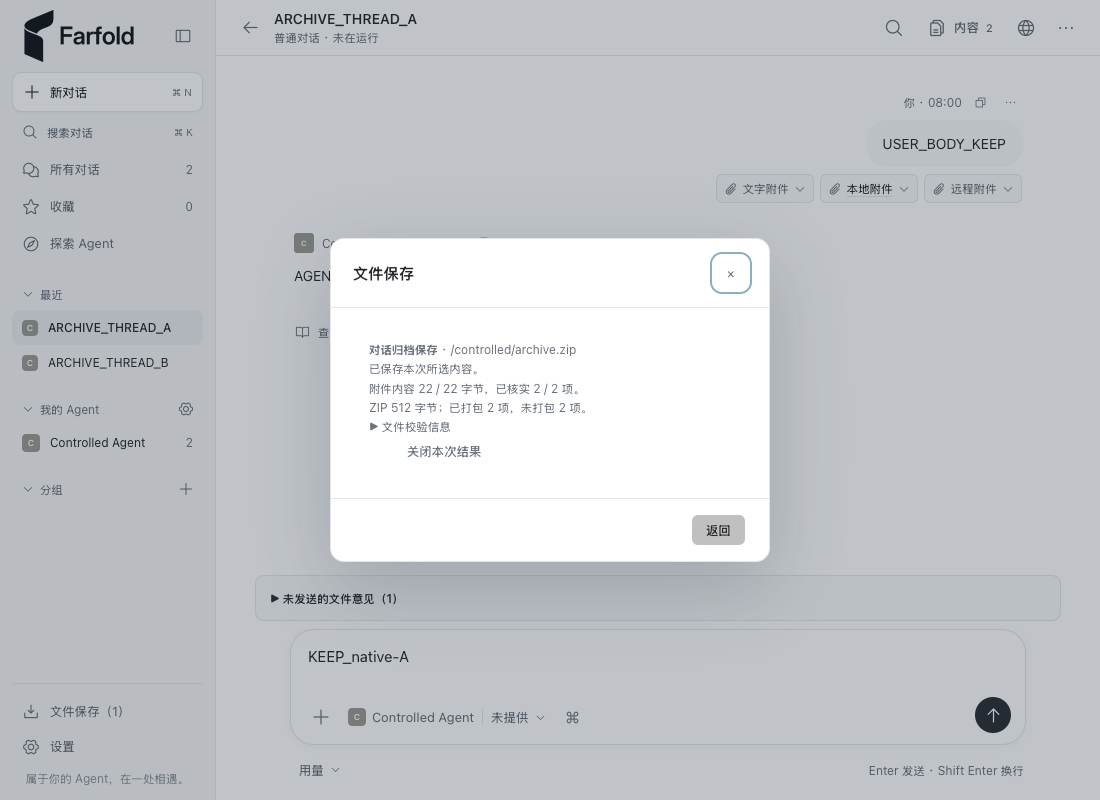 Farfold
新对话 ⌘ N
搜索对话 ⌘ K
所有对话 2
收藏 0
探索 Agent
最近
C ARCHIVE_THREAD_A
C ARCHIVE_THREAD_B
我的 Agent
C Controlled Agent 2
分组
文件保存（1）
设置
属于你的 Agent，在一处相遇。
ARCHIVE_THREAD_A
普通对话 · 未在运行
内容 2
你 · 08:00
USER_BODY_KEEP
文字附件 本地附件 远程附件
C Co
AGEN
查
文件保存
×
对话归档保存 · /controlled/archive.zip
已保存本次所选内容。
附件内容 22 / 22 字节，已核实 2 / 2 项。
ZIP 512 字节；已打包 2 项，未打包 2 项。
▶ 文件校验信息
关闭本次结果
返回
▶ 未发送的文件意见（1）
KEEP_native-A
C Controlled Agent 未提供 ⌘
用量
Enter 发送 · Shift Enter 换行